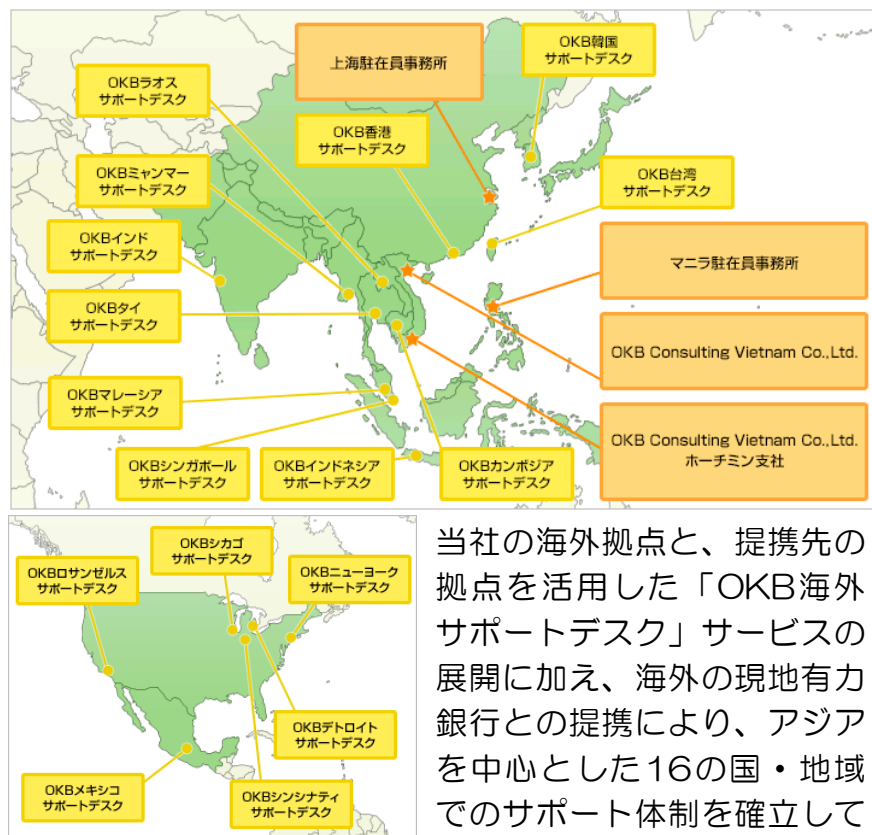 上海駐在員事務所
OKB韓国
サポートデスク
OKBラオス
サポートデスク
OKB香港
サポートデスク
OKBミャンマー
サポートデスク
OKB台湾
サポートデスク
OKBインド
サポートデスク
マニラ駐在員事務所
OKBタイ
サポートデスク
OKB Consulting Vietnam Co.,Ltd.
OKBマレーシア
サポートデスク
OKB Consulting Vietnam Co.,Ltd.
ホーチミン支社
OKBシンガポール
サポートデスク
OKBインドネシア
サポートデスク
OKBカンボジア
サポートデスク
OKBシカゴ
サポートデスク
OKBロサンゼルス
サポートデスク
OKBニューヨーク
サポートデスク
OKBデトロイト
サポートデスク
OKBメキシコ
サポートデスク
OKBシンシナティ
サポートデスク
当社の海外拠点と、提携先の
拠点を活用した「OKB海外
サポートデスク」サービスの
展開に加え、海外の現地有力
銀行との提携により、アジア
を中心とした16の国・地域
でのサポート体制を確立して